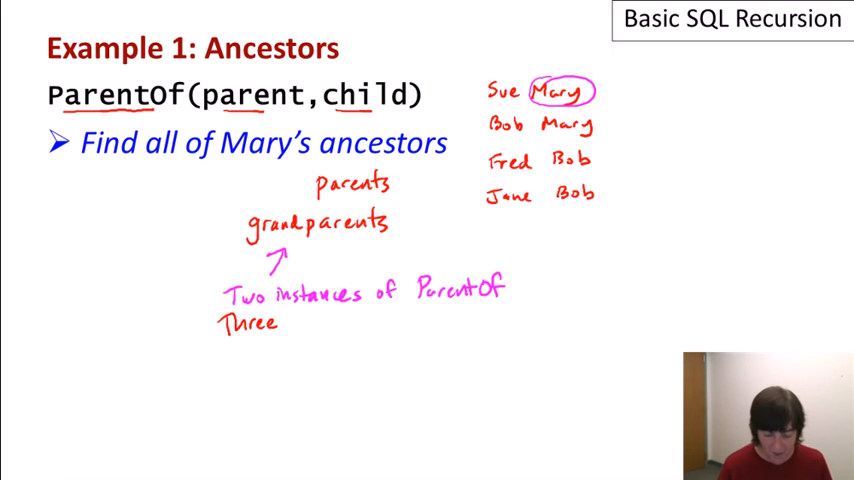 Basic SQL Recursion
Example 1: Ancestors
ParentOf(parent,child)
➢ Find all of Mary's ancestors
Sue Mary
Bob Mary
Fred Bob
Jane Bob
parents
grandparents
Two instances of ParentOf
Three